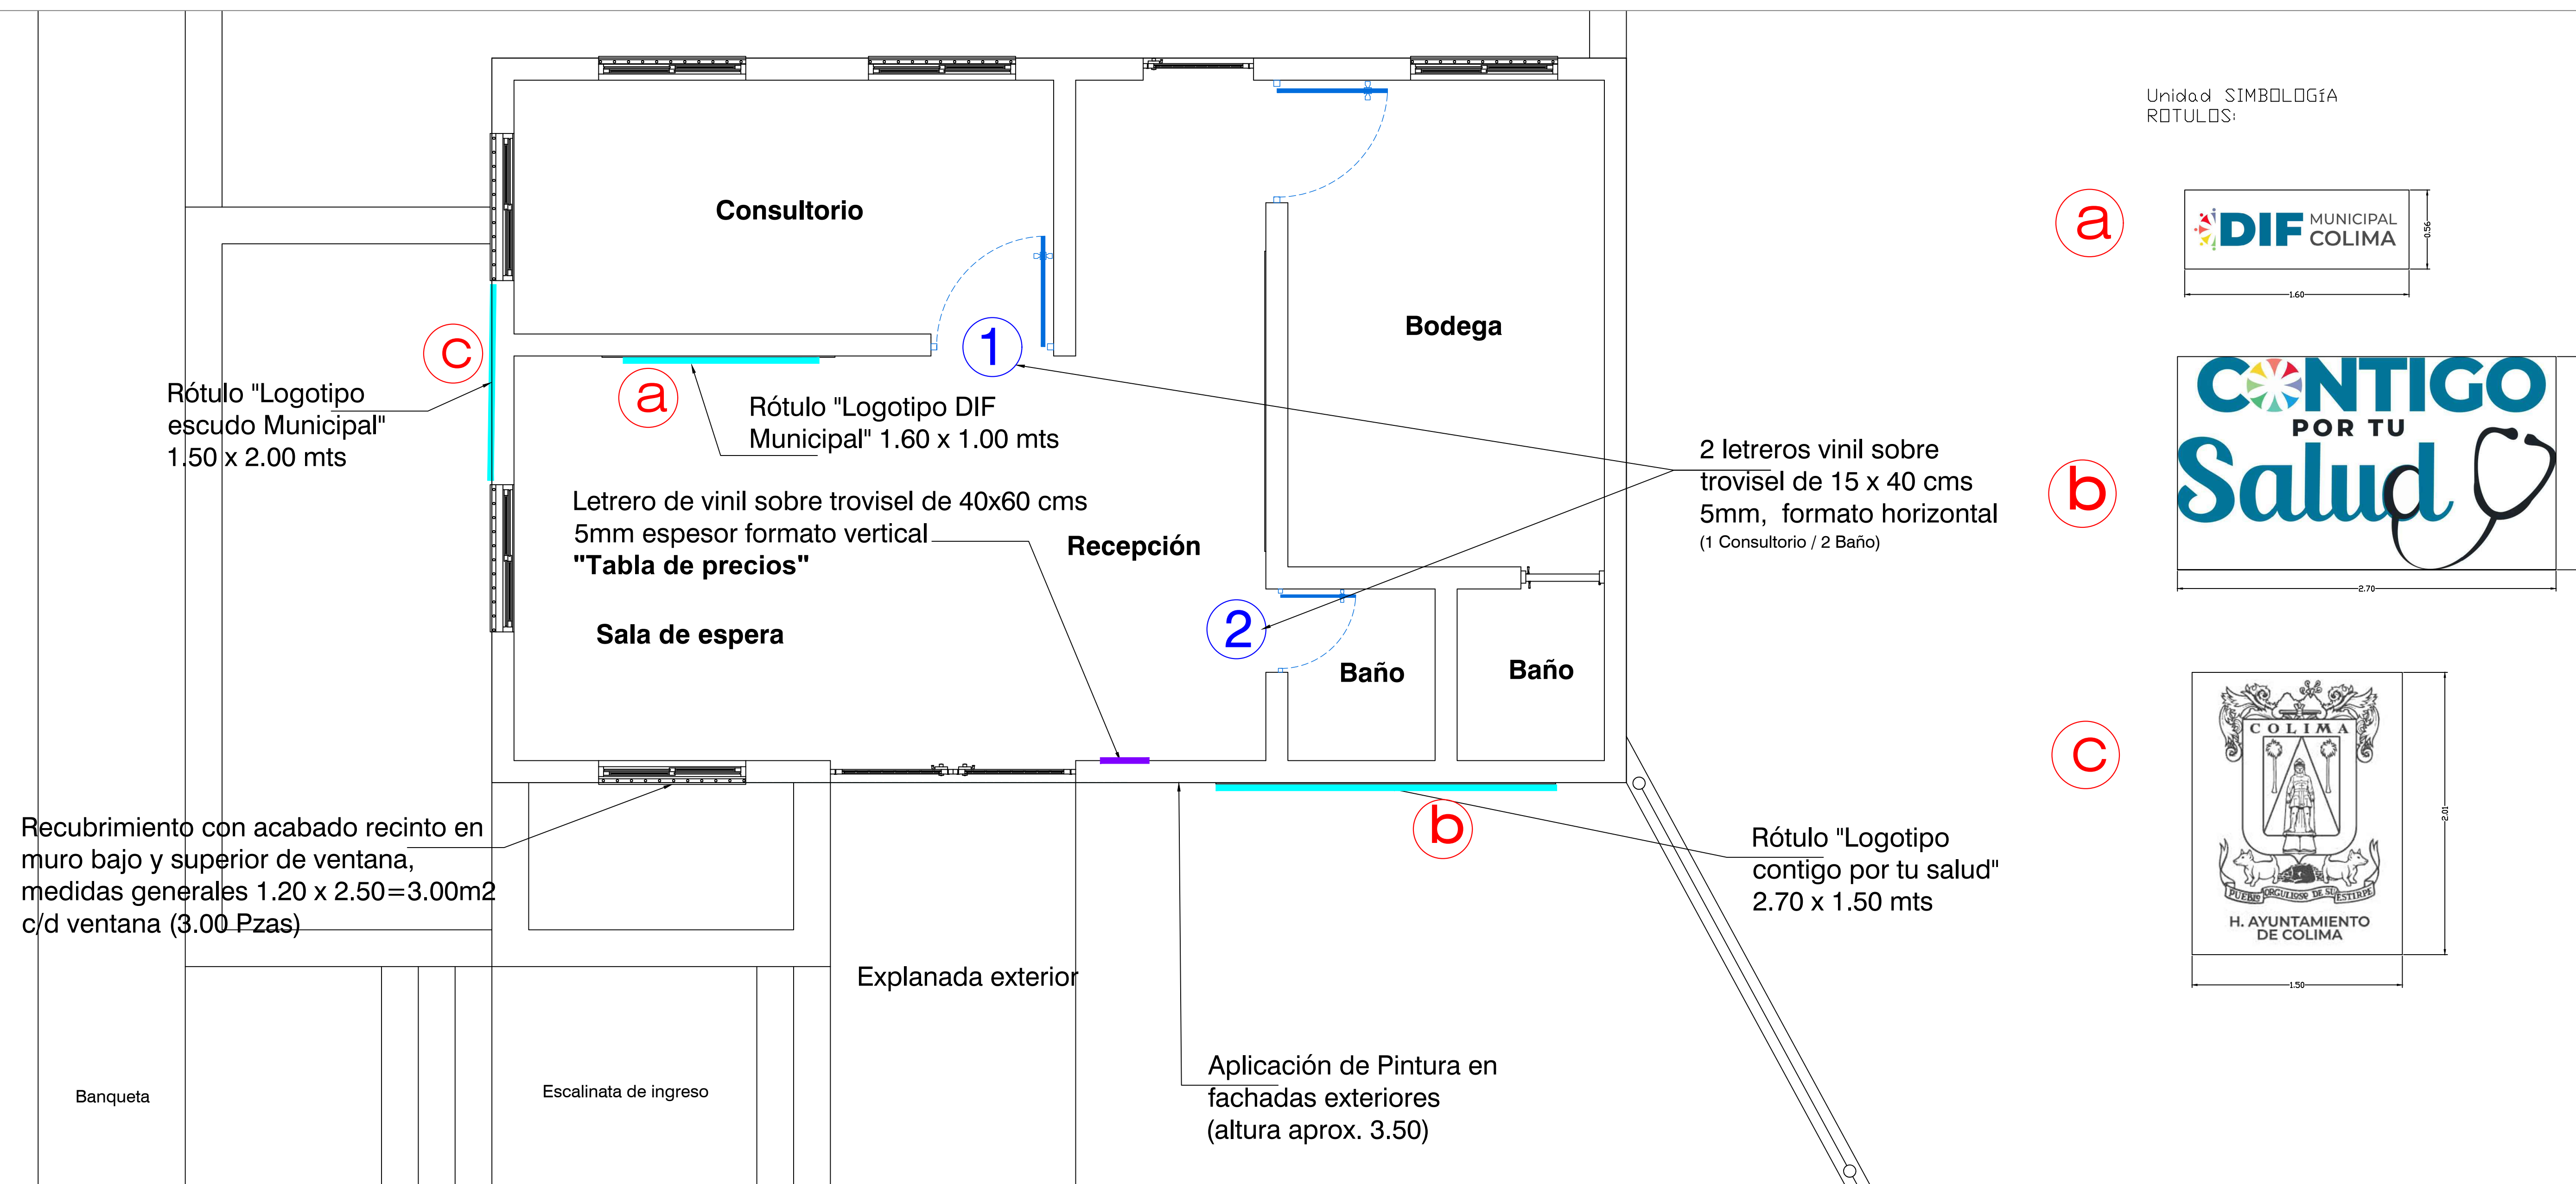 Unidad SIMBOLOGíA
ROTULOS:
Consultorio
Bodega
1
c
a
Rótulo "Logotipo
escudo Municipal"
1.50 x 2.00 mts
Rótulo "Logotipo DIF
Municipal" 1.60 x 1.00 mts
Letrero de vinil sobre trovisel de 40x60 cms
5mm espesor formato vertical
"Tabla de precios"
Recepción
2 letreros vinil sobre
trovisel de 15 x 40 cms
5mm, formato horizontal
(1 Consultorio / 2 Baño)
Sala de espera
2
Baño
Baño
b
Recubrimiento con acabado recinto en
muro bajo y superior de ventana,
medidas generales 1.20 x 2.50=3.00m2
c/d ventana (3.00 Pzas)
Rótulo "Logotipo
contigo por tu salud"
2.70 x 1.50 mts
Explanada exterior
Aplicación de Pintura en
fachadas exteriores
(altura aprox. 3.50)
Banqueta
Escalinata de ingreso
a
DIF MUNICIPAL
COLIMA
0.56
1.60
b
CONTIGO
POR TU
Salud
2.70
c
COLIMA
PUEBLO ORGULLOSO DE SU ESTIRPE
H. AYUNTAMIENTO
DE COLIMA
2.01
1.50